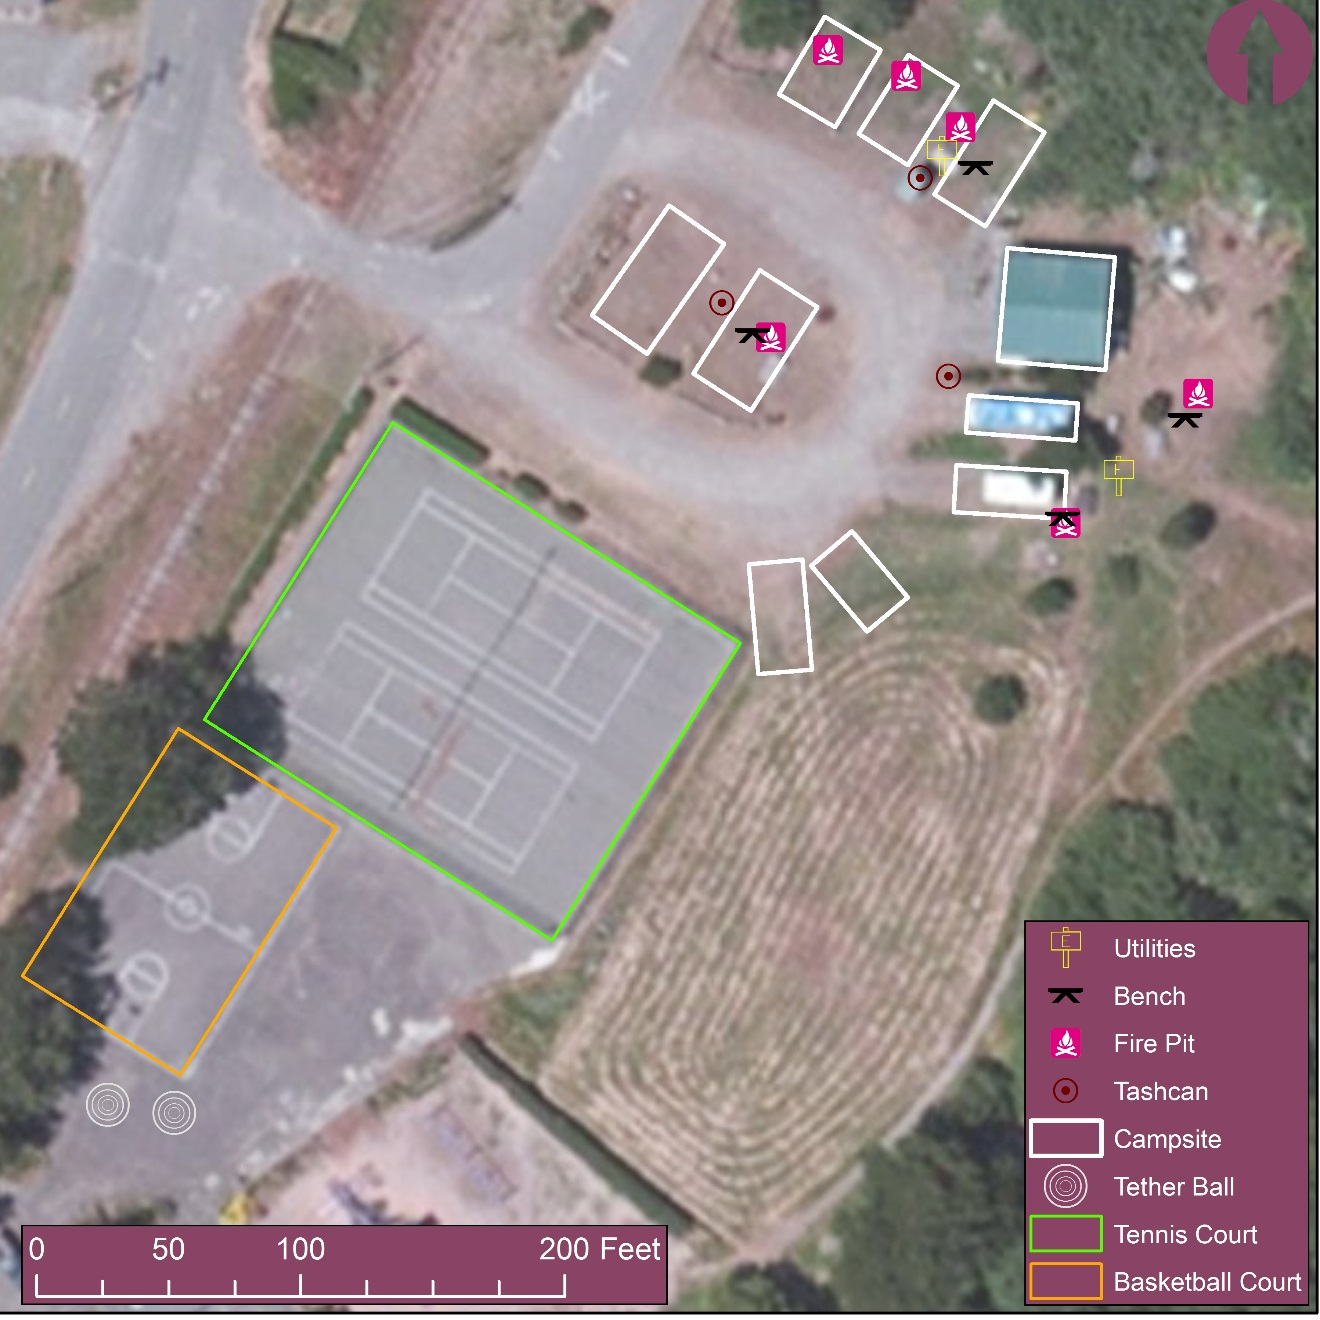 Utilities
Bench
Fire Pit
Tashcan
Campsite
Tether Ball
Tennis Court
Basketball Court
0 50 100 200 Feet